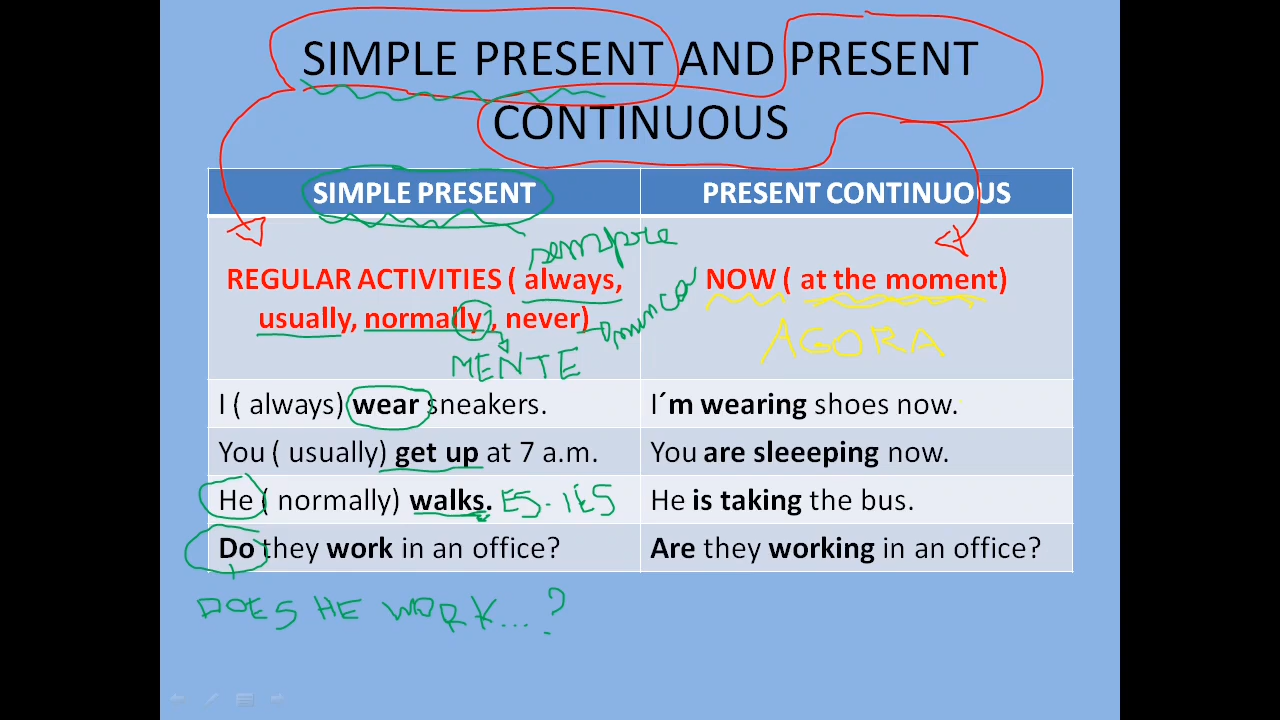 SIMPLE PRESENT AND PRESENT
CONTINUOUS
SIMPLE PRESENT
PRESENT CONTINUOUS
sempre
REGULAR ACTIVITIES ( always,
usually, normally , never)
nunca
MENTE
NOW ( at the moment)
AGORA
I ( always) wear sneakers.
I´m wearing shoes now.
You ( usually) get up at 7 a.m.
You are sleeeping now.
He ( normally) walks. ES - IES
He is taking the bus.
Do they work in an office?
Are they working in an office?
DOES HE WORK...?